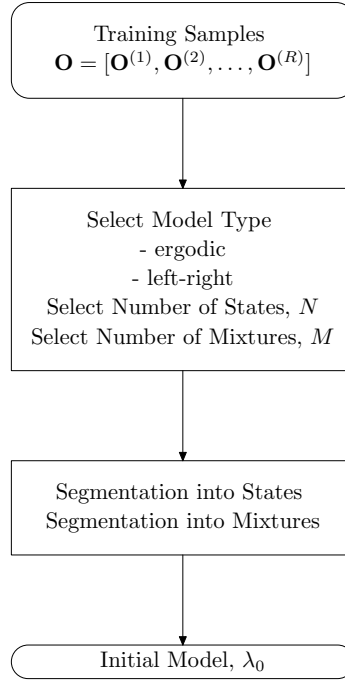 Training Samples
O = [O^(1), O^(2), . . . , O^(R)]
Select Model Type
- ergodic
- left-right
Select Number of States, N
Select Number of Mixtures, M
Segmentation into States
Segmentation into Mixtures
Initial Model, λ₀